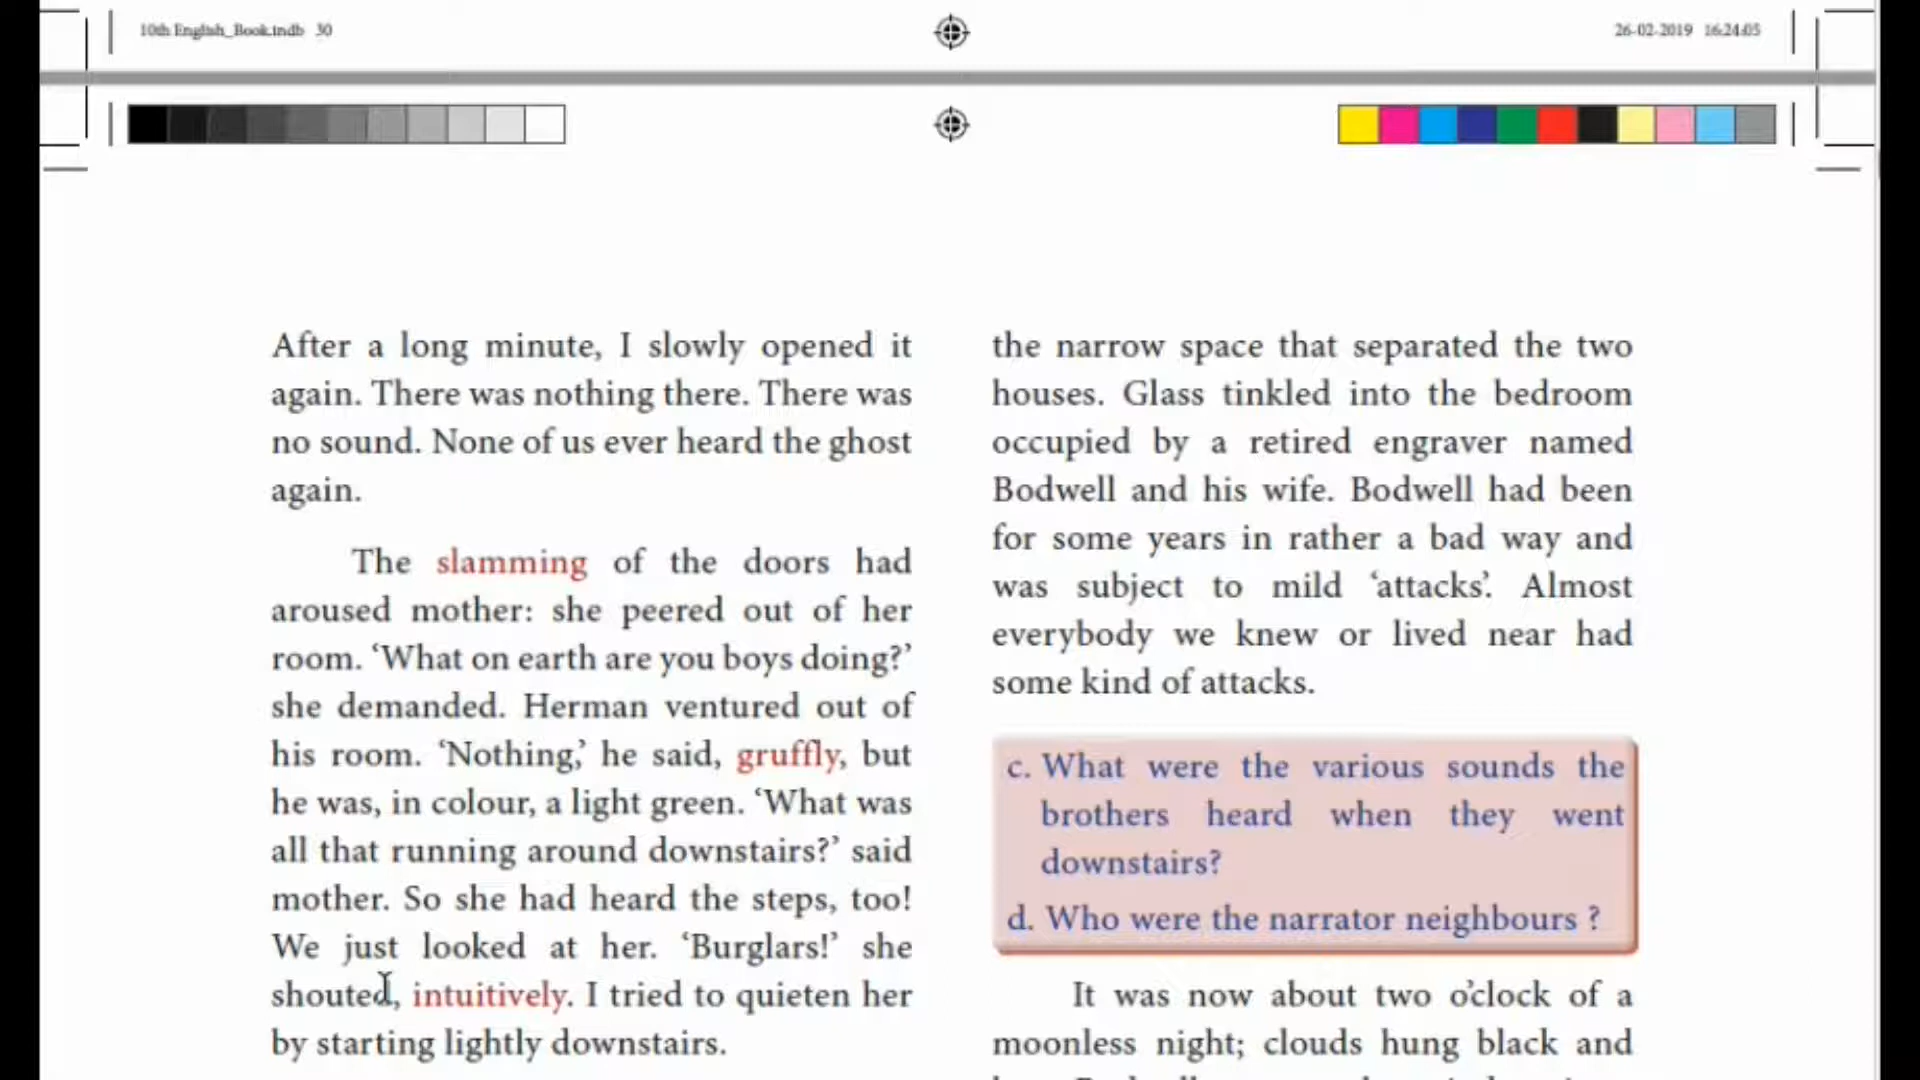 10th English_Book.indb 30
26-02-2019 16:24:05
After a long minute, I slowly opened it
again. There was nothing there. There was
no sound. None of us ever heard the ghost
again.
The slamming of the doors had
aroused mother: she peered out of her
room. ‘What on earth are you boys doing?’
she demanded. Herman ventured out of
his room. ‘Nothing,’ he said, gruffly, but
he was, in colour, a light green. ‘What was
all that running around downstairs?’ said
mother. So she had heard the steps, too!
We just looked at her. ‘Burglars!’ she
shouted, intuitively. I tried to quieten her
by starting lightly downstairs.
the narrow space that separated the two
houses. Glass tinkled into the bedroom
occupied by a retired engraver named
Bodwell and his wife. Bodwell had been
for some years in rather a bad way and
was subject to mild ‘attacks’. Almost
everybody we knew or lived near had
some kind of attacks.
c. What were the various sounds the
brothers heard when they went
downstairs?
d. Who were the narrator neighbours ?
It was now about two o’clock of a
moonless night; clouds hung black and